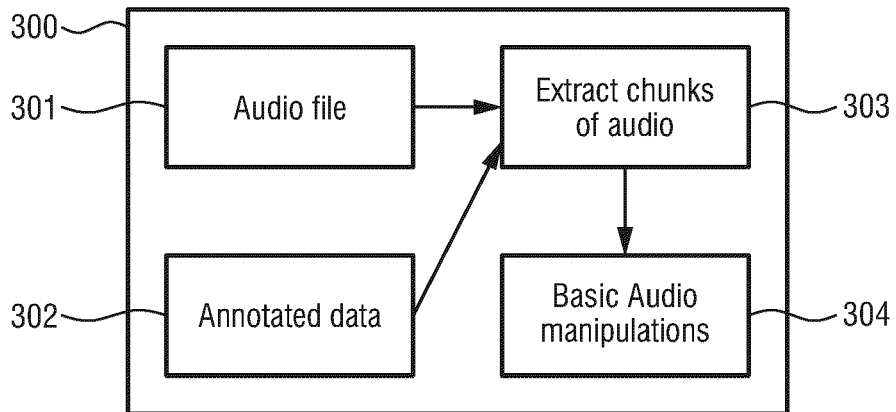 300
301
Audio file
Extract chunks
of audio
303
302
Annotated data
Basic Audio
manipulations
304